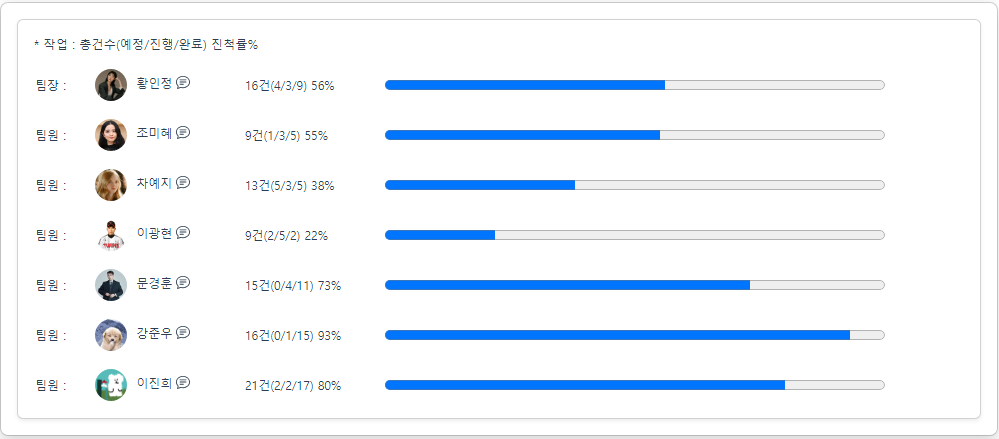 * 작업 : 총건수(예정/진행/완료) 진척률%
팀장 : 황인정 16건(4/3/9) 56%
팀원 : 조미혜 9건(1/3/5) 55%
팀원 : 차예지 13건(5/3/5) 38%
팀원 : 이광현 9건(2/5/2) 22%
팀원 : 문경훈 15건(0/4/11) 73%
팀원 : 강준우 16건(0/1/15) 93%
팀원 : 이진희 21건(2/2/17) 80%